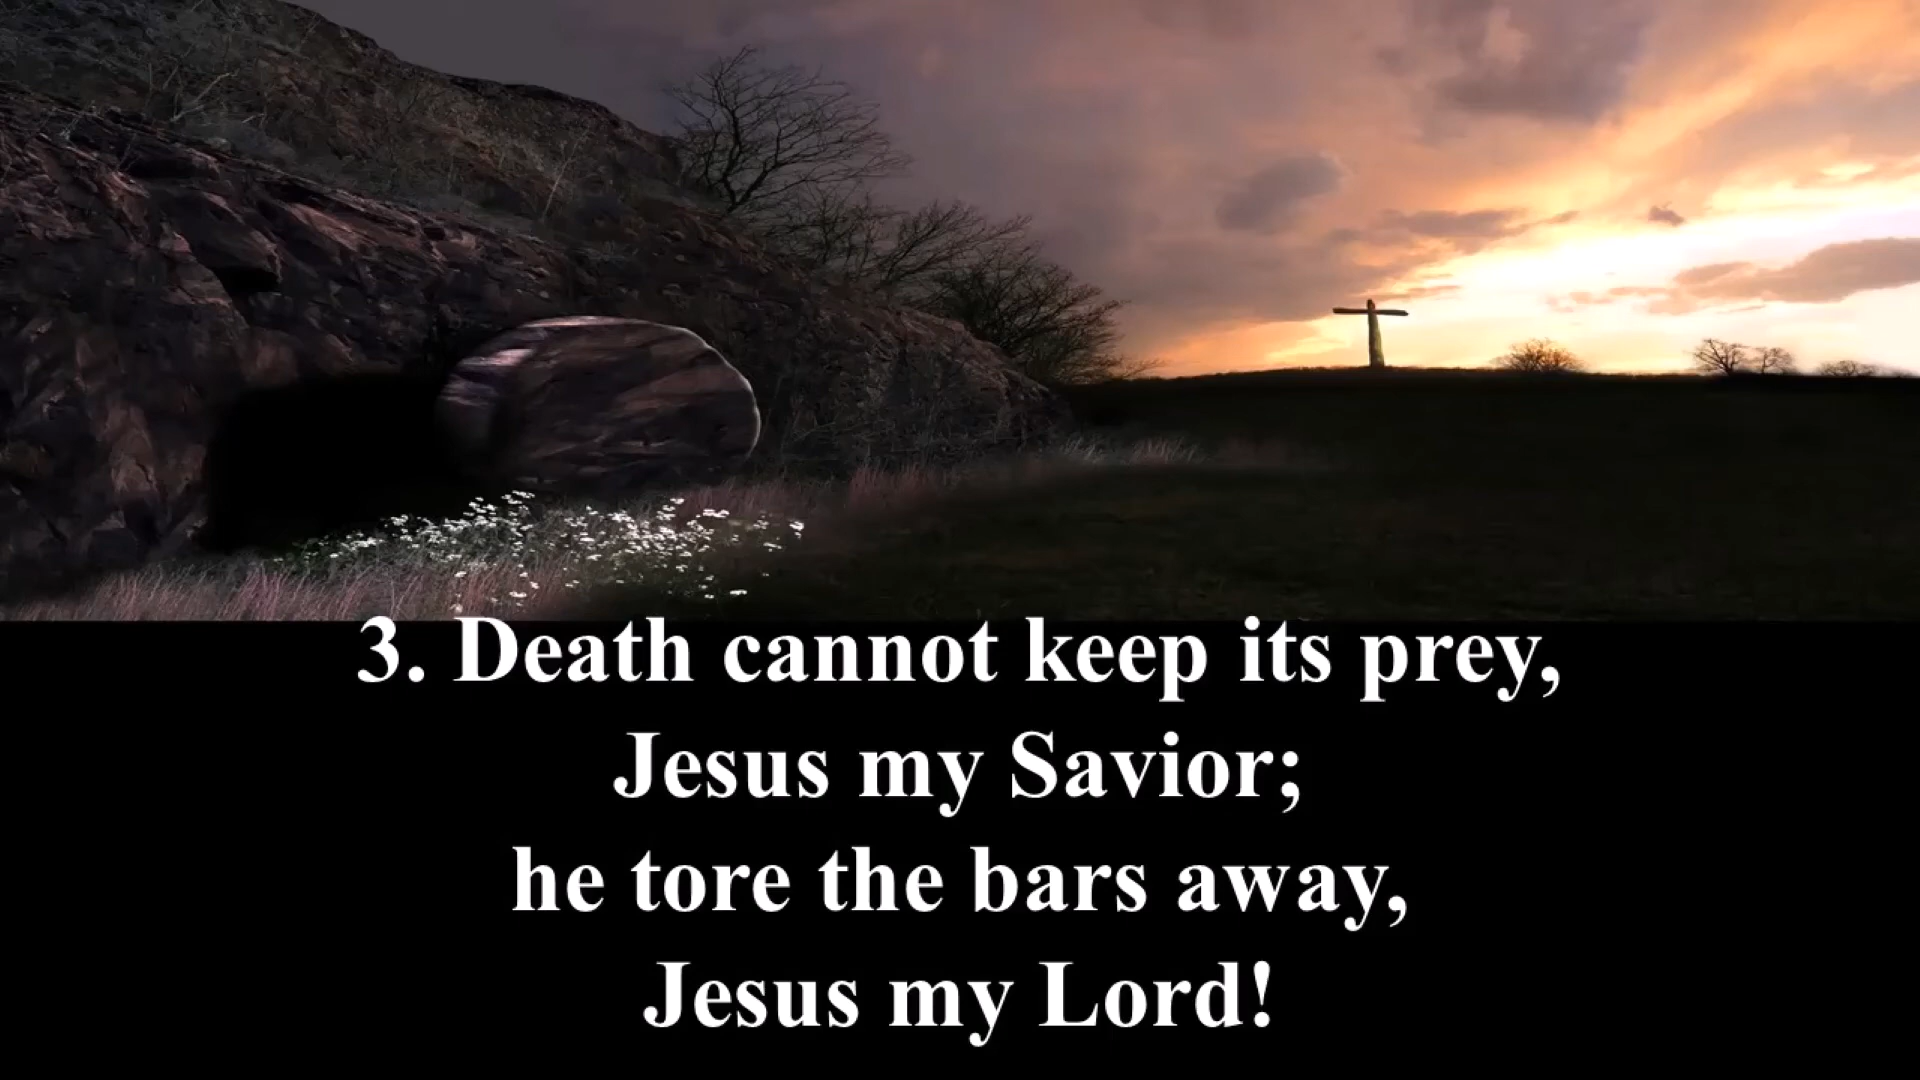 3. Death cannot keep its prey,
Jesus my Savior;
he tore the bars away,
Jesus my Lord!